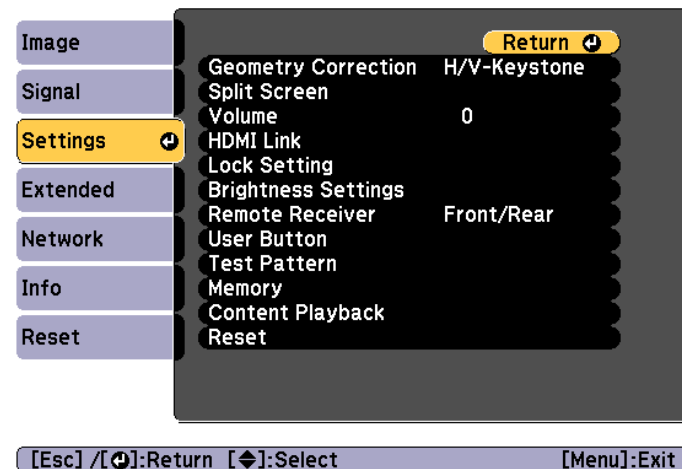 Image
Signal
Settings
Extended
Network
Info
Reset
Return
Geometry Correction H/V-Keystone
Split Screen
Volume 0
HDMI Link
Lock Setting
Brightness Settings
Remote Receiver Front/Rear
User Button
Test Pattern
Memory
Content Playback
Reset
[Esc] /[⏎]:Return [◆]:Select [Menu]:Exit